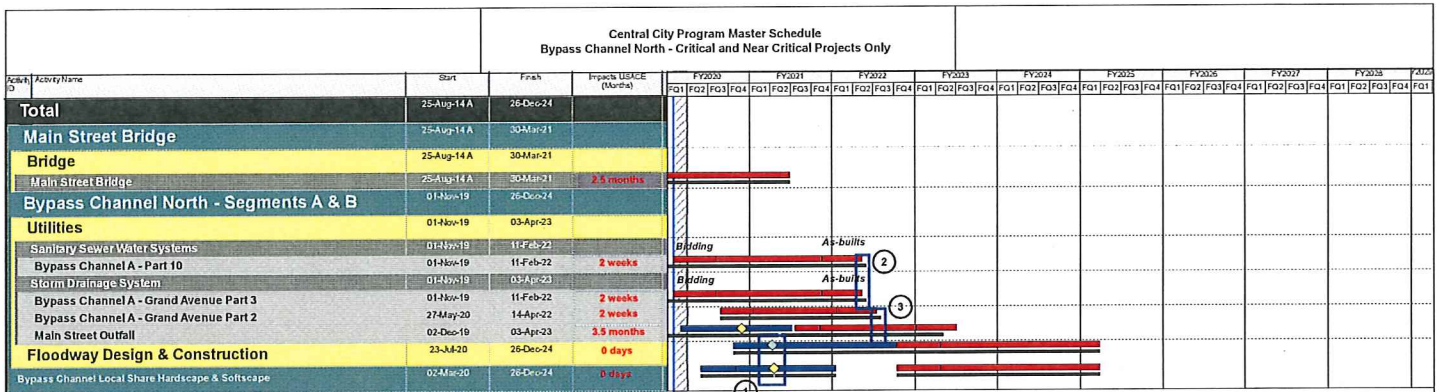 Central City Program Master Schedule
Bypass Channel North - Critical and Near Critical Projects Only
Activity ID Activity Name Start Finish Impacts USACE (Months) FY2020 FY2021 FY2022 FY2023 FY2024 FY2025 FY2026 FY2027 FY2028
FQ1 FQ2 FQ3 FQ4 FQ1 FQ2 FQ3 FQ4 FQ1 FQ2 FQ3 FQ4 FQ1 FQ2 FQ3 FQ4 FQ1 FQ2 FQ3 FQ4 FQ1 FQ2 FQ3 FQ4 FQ1 FQ2 FQ3 FQ4 FQ1 FQ2 FQ3 FQ4 FQ1 FQ2 FQ3 FQ4 FQ1
Total 25-Aug-14 A 26-Dec-24
Main Street Bridge 25-Aug-14 A 30-Mar-21
Bridge 25-Aug-14 A 30-Mar-21
Main Street Bridge 25-Aug-14 A 30-Mar-21 2.5 months
Bypass Channel North - Segments A & B 01-Nov-19 26-Dec-24
Utilities 01-Nov-19 03-Apr-23
Sanitary Sewer Water Systems 01-Nov-19 11-Feb-22 Bidding As-builts
Bypass Channel A - Part 10 01-Nov-19 11-Feb-22 2 weeks 2
Storm Drainage System 01-Nov-19 03-Apr-23 Bidding As-builts
Bypass Channel A - Grand Avenue Part 3 01-Nov-19 11-Feb-22 2 weeks
Bypass Channel A - Grand Avenue Part 2 27-May-20 14-Apr-22 2 weeks 3
Main Street Outfall 02-Dec-19 03-Apr-23 3.5 months
Floodway Design & Construction 23-Jul-20 26-Dec-24 0 days
Bypass Channel Local Share Hardscape & Softscape 02-Mar-20 26-Dec-24 0 days